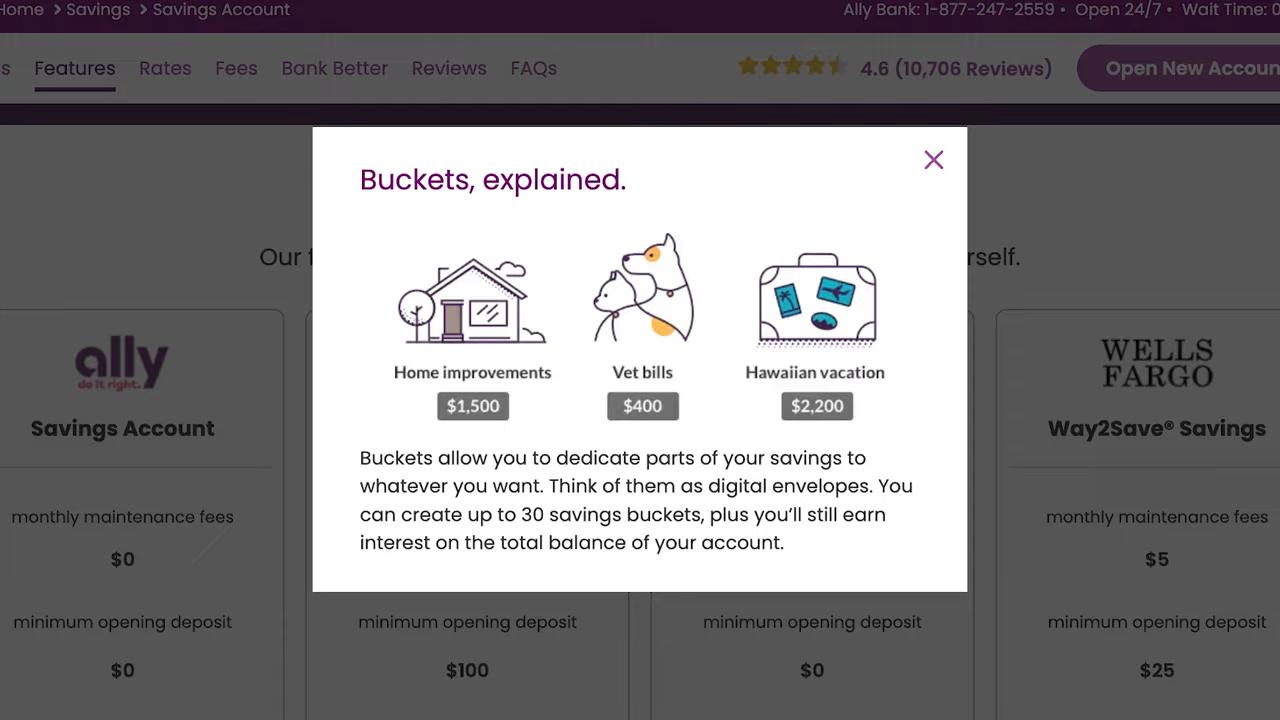 Home > Savings > Savings Account
Ally Bank: 1-877-247-2559 • Open 24/7 • Wait Time:
Features Rates Fees Bank Better Reviews FAQs
4.6 (10,706 Reviews)
Open New
Buckets, explained.
Our
Home improvements Vet bills Hawaiian vacation
$1,500 $400 $2,200
Buckets allow you to dedicate parts of your savings to
whatever you want. Think of them as digital envelopes. You
can create up to 30 savings buckets, plus you’ll still earn
interest on the total balance of your account.
ally
do it right.
Savings Account
monthly maintenance fees
$0
minimum opening deposit
$0
minimum opening deposit
$100
minimum opening deposit
$0
WELLS
FARGO
Way2Save® Savings
monthly maintenance fees
$5
minimum opening deposit
$25